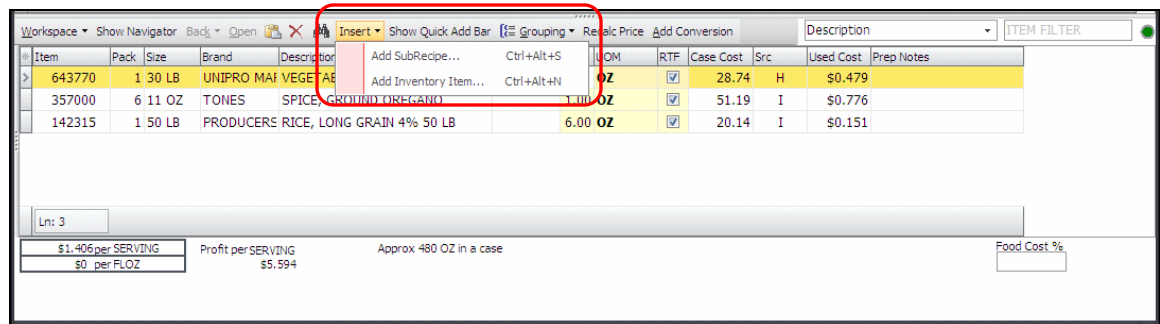 Workspace Show Navigator Back Open Insert Show Quick Add Bar Grouping Recalc Price Add Conversion Description ITEM FILTER
Item Pack Size Brand Description UOM RTF Case Cost Src Used Cost Prep Notes
Add SubRecipe... Ctrl+Alt+S
Add Inventory Item... Ctrl+Alt+N
643770 1 30 LB UNIPRO MAF VEGETAE OZ 28.74 H $0.479
357000 6 11 OZ TONES SPICE, GROUND OREGANO 1.00 OZ 51.19 I $0.776
142315 1 50 LB PRODUCERS RICE, LONG GRAIN 4% 50 LB 6.00 OZ 20.14 I $0.151
Ln: 3
$1.406 per SERVING Profit per SERVING Approx 480 OZ in a case Food Cost %
$0 per FLOZ $5.594